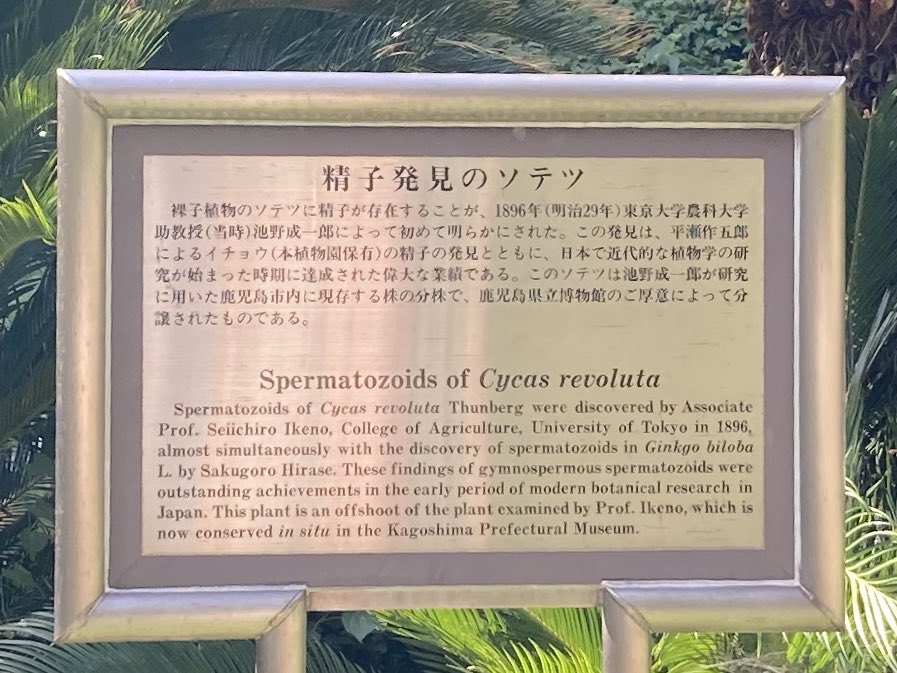 精子発見のソテツ
裸子植物のソテツに精子が存在することが、1896年(明治29年)東京大学農科大学
助教授(当時)池野成一郎によって初めて明らかにされた。この発見は、平瀬作五郎
によるイチョウ(本植物園保有)の精子の発見とともに、日本で近代的な植物学の研
究が始まった時期に達成された偉大な業績である。このソテツは池野成一郎が研究
に用いた鹿児島市内に現存する株の分株で、鹿児島県立博物館のご厚意によって分
譲されたものである。
Spermatozoids of Cycas revoluta
Spermatozoids of Cycas revoluta Thunberg were discovered by Associate
Prof. Seiichiro Ikeno, College of Agriculture, University of Tokyo in 1896,
almost simultaneously with the discovery of spermatozoids in Ginkgo biloba
L. by Sakugoro Hirase. These findings of gymnospermous spermatozoids were
outstanding achievements in the early period of modern botanical research in
Japan. This plant is an offshoot of the plant examined by Prof. Ikeno, which is
now conserved in situ in the Kagoshima Prefectural Museum.